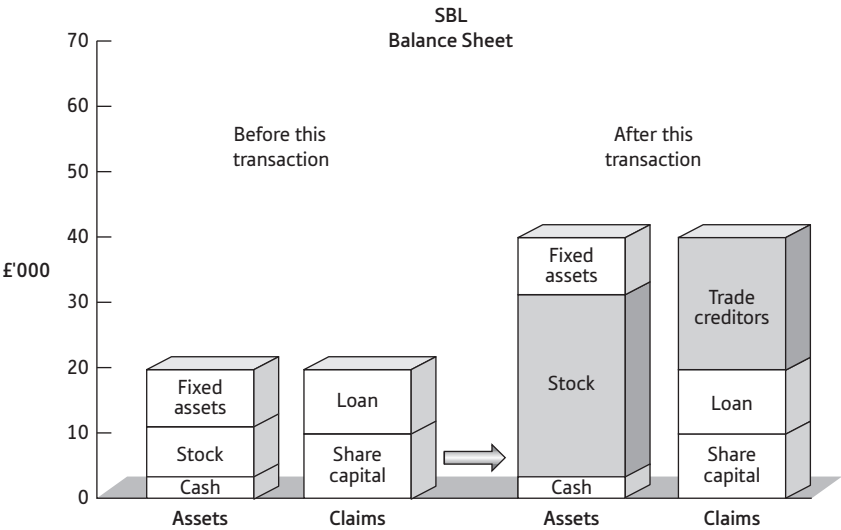 SBL
Balance Sheet
70
60
50
40
30
20
10
0
£'000
Before this
transaction
After this
transaction
Fixed
assets
Stock
Cash
Loan
Share
capital
Fixed
assets
Stock
Cash
Trade
creditors
Loan
Share
capital
Assets
Claims
Assets
Claims